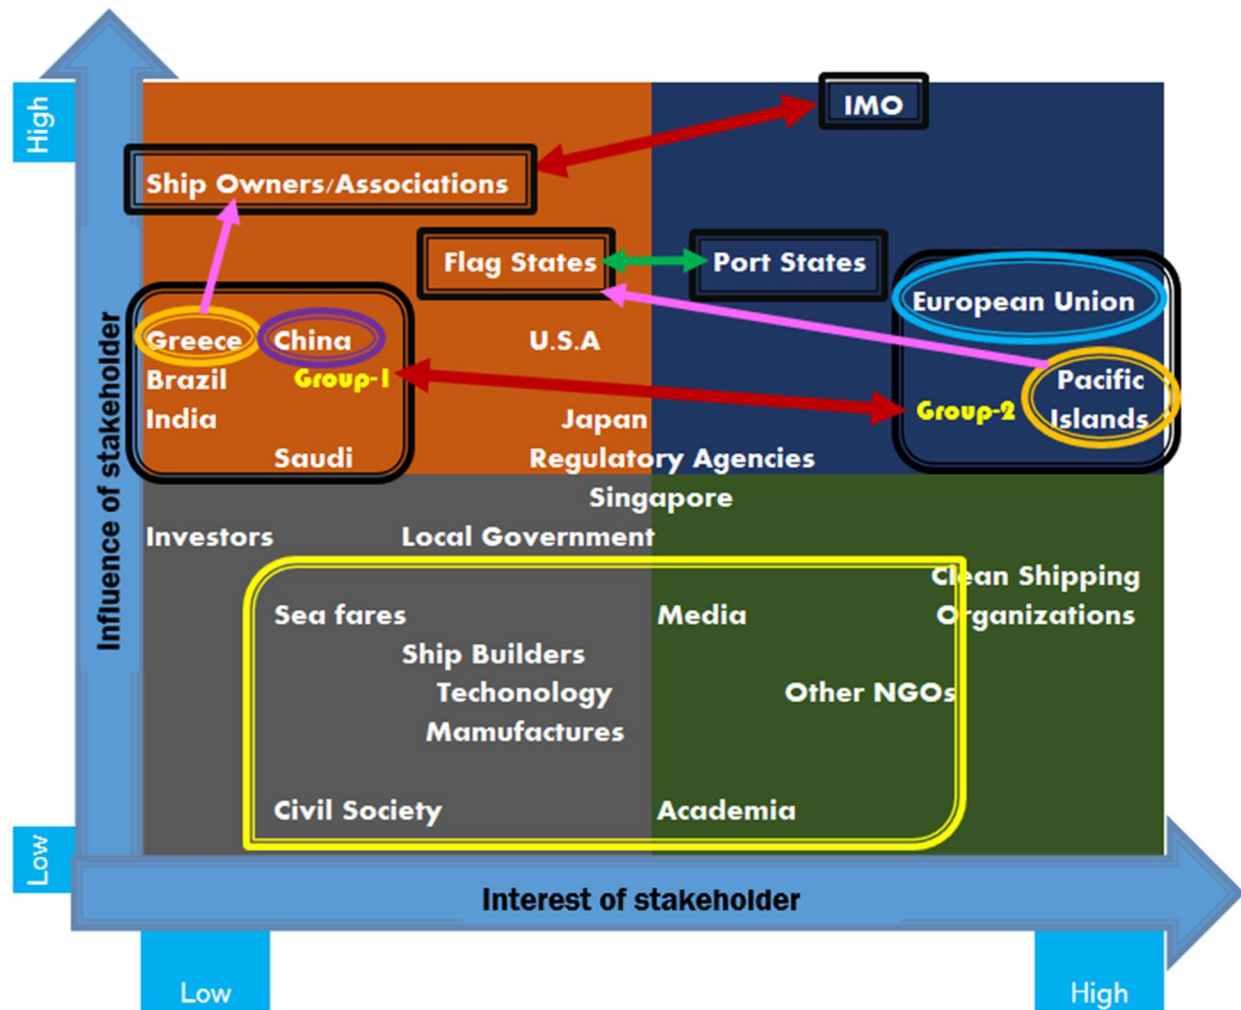 High
IMO
Ship Owners/Associations
Flag States
Port States
European Union
Greece
China
U.S.A
Brazil
Group-1
Pacific
India
Japan
Group-2
Islands
Saudi
Regulatory Agencies
Singapore
Investors
Local Government
Clean Shipping
Sea fares
Media
Organizations
Ship Builders
Techonology
Other NGOs
Mamufactures
Civil Society
Academia
Influence of stakeholder
Low
Interest of stakeholder
Low
High